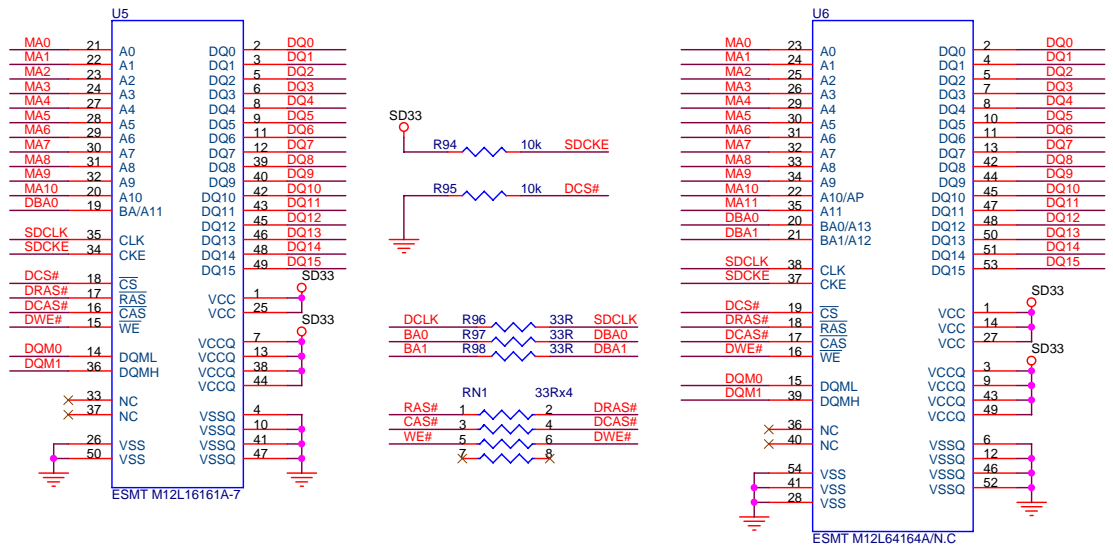 U5
MA0 21 A0 DQ0 2 DQ0
MA1 22 A1 DQ1 3 DQ1
MA2 23 A2 DQ2 5 DQ2
MA3 24 A3 DQ3 6 DQ3
MA4 27 A4 DQ4 8 DQ4
MA5 28 A5 DQ5 9 DQ5
MA6 29 A6 DQ6 11 DQ6
MA7 30 A7 DQ7 12 DQ7
MA8 31 A8 DQ8 39 DQ8
MA9 32 A9 DQ9 40 DQ9
MA10 20 A10 DQ10 42 DQ10
DBA0 19 BA/A11 DQ11 43 DQ11
DQ12 45 DQ12
SDCLK 35 CLK DQ13 46 DQ13
SDCKE 34 CKE DQ14 48 DQ14
DQ15 49 DQ15
DCS# 18 CS SD33
DRAS# 17 RAS VCC 1
DCAS# 16 CAS VCC 25
DWE# 15 WE SD33
VCCQ 7
DQM0 14 DQML VCCQ 13
DQM1 36 DQMH VCCQ 38
VCCQ 44
33 NC
37 NC VSSQ 4
VSSQ 10
26 VSS VSSQ 41
50 VSS VSSQ 47
ESMT M12L16161A-7
SD33
R94 10k SDCKE
R95 10k DCS#
DCLK R96 33R SDCLK
BA0 R97 33R DBA0
BA1 R98 33R DBA1
RN1 33Rx4
RAS# 1 2 DRAS#
CAS# 3 4 DCAS#
WE# 5 6 DWE#
7 8
U6
MA0 23 A0 DQ0 2 DQ0
MA1 24 A1 DQ1 4 DQ1
MA2 25 A2 DQ2 5 DQ2
MA3 26 A3 DQ3 7 DQ3
MA4 29 A4 DQ4 8 DQ4
MA5 30 A5 DQ5 10 DQ5
MA6 31 A6 DQ6 11 DQ6
MA7 32 A7 DQ7 13 DQ7
MA8 33 A8 DQ8 42 DQ8
MA9 34 A9 DQ9 44 DQ9
MA10 22 A10/AP DQ10 45 DQ10
MA11 35 A11 DQ11 47 DQ11
DBA0 20 BA0/A13 DQ12 48 DQ12
DBA1 21 BA1/A12 DQ13 50 DQ13
DQ14 51 DQ14
SDCLK 38 CLK DQ15 53 DQ15
SDCKE 37 CKE
SD33
DCS# 19 CS VCC 1
DRAS# 18 RAS VCC 14
DCAS# 17 CAS VCC 27
DWE# 16 WE SD33
VCCQ 3
DQM0 15 DQML VCCQ 9
DQM1 39 DQMH VCCQ 43
VCCQ 49
36 NC
40 NC VSSQ 6
VSSQ 12
54 VSS VSSQ 46
41 VSS VSSQ 52
28 VSS
ESMT M12L64164A/N.C